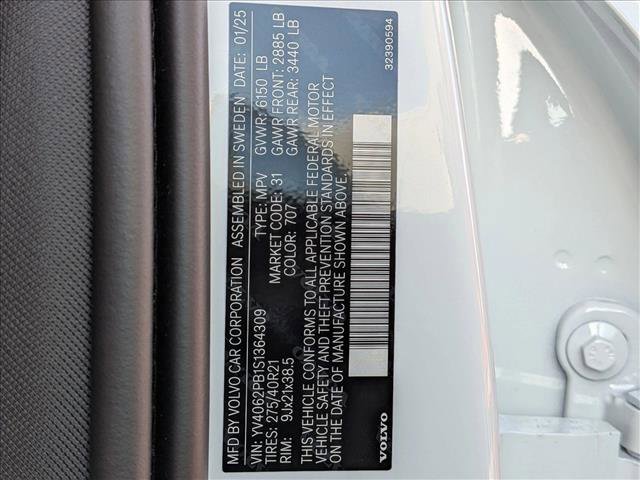 MFD BY VOLVO CAR CORPORATION ASSEMBLED IN SWEDEN DATE: 01/25
VIN: YV4062PB1S1364309 TYPE: MPV GVWR: 6150 LB
TIRES: 275/40R21 MARKET CODE: 31 GAWR FRONT: 2885 LB
RIM: 9Jx21x38.5 COLOR: 707 GAWR REAR: 3440 LB
THIS VEHICLE CONFORMS TO ALL APPLICABLE FEDERAL MOTOR
VEHICLE SAFETY AND THEFT PREVENTION STANDARDS IN EFFECT
ON THE DATE OF MANUFACTURE SHOWN ABOVE.
VOLVO 32390594